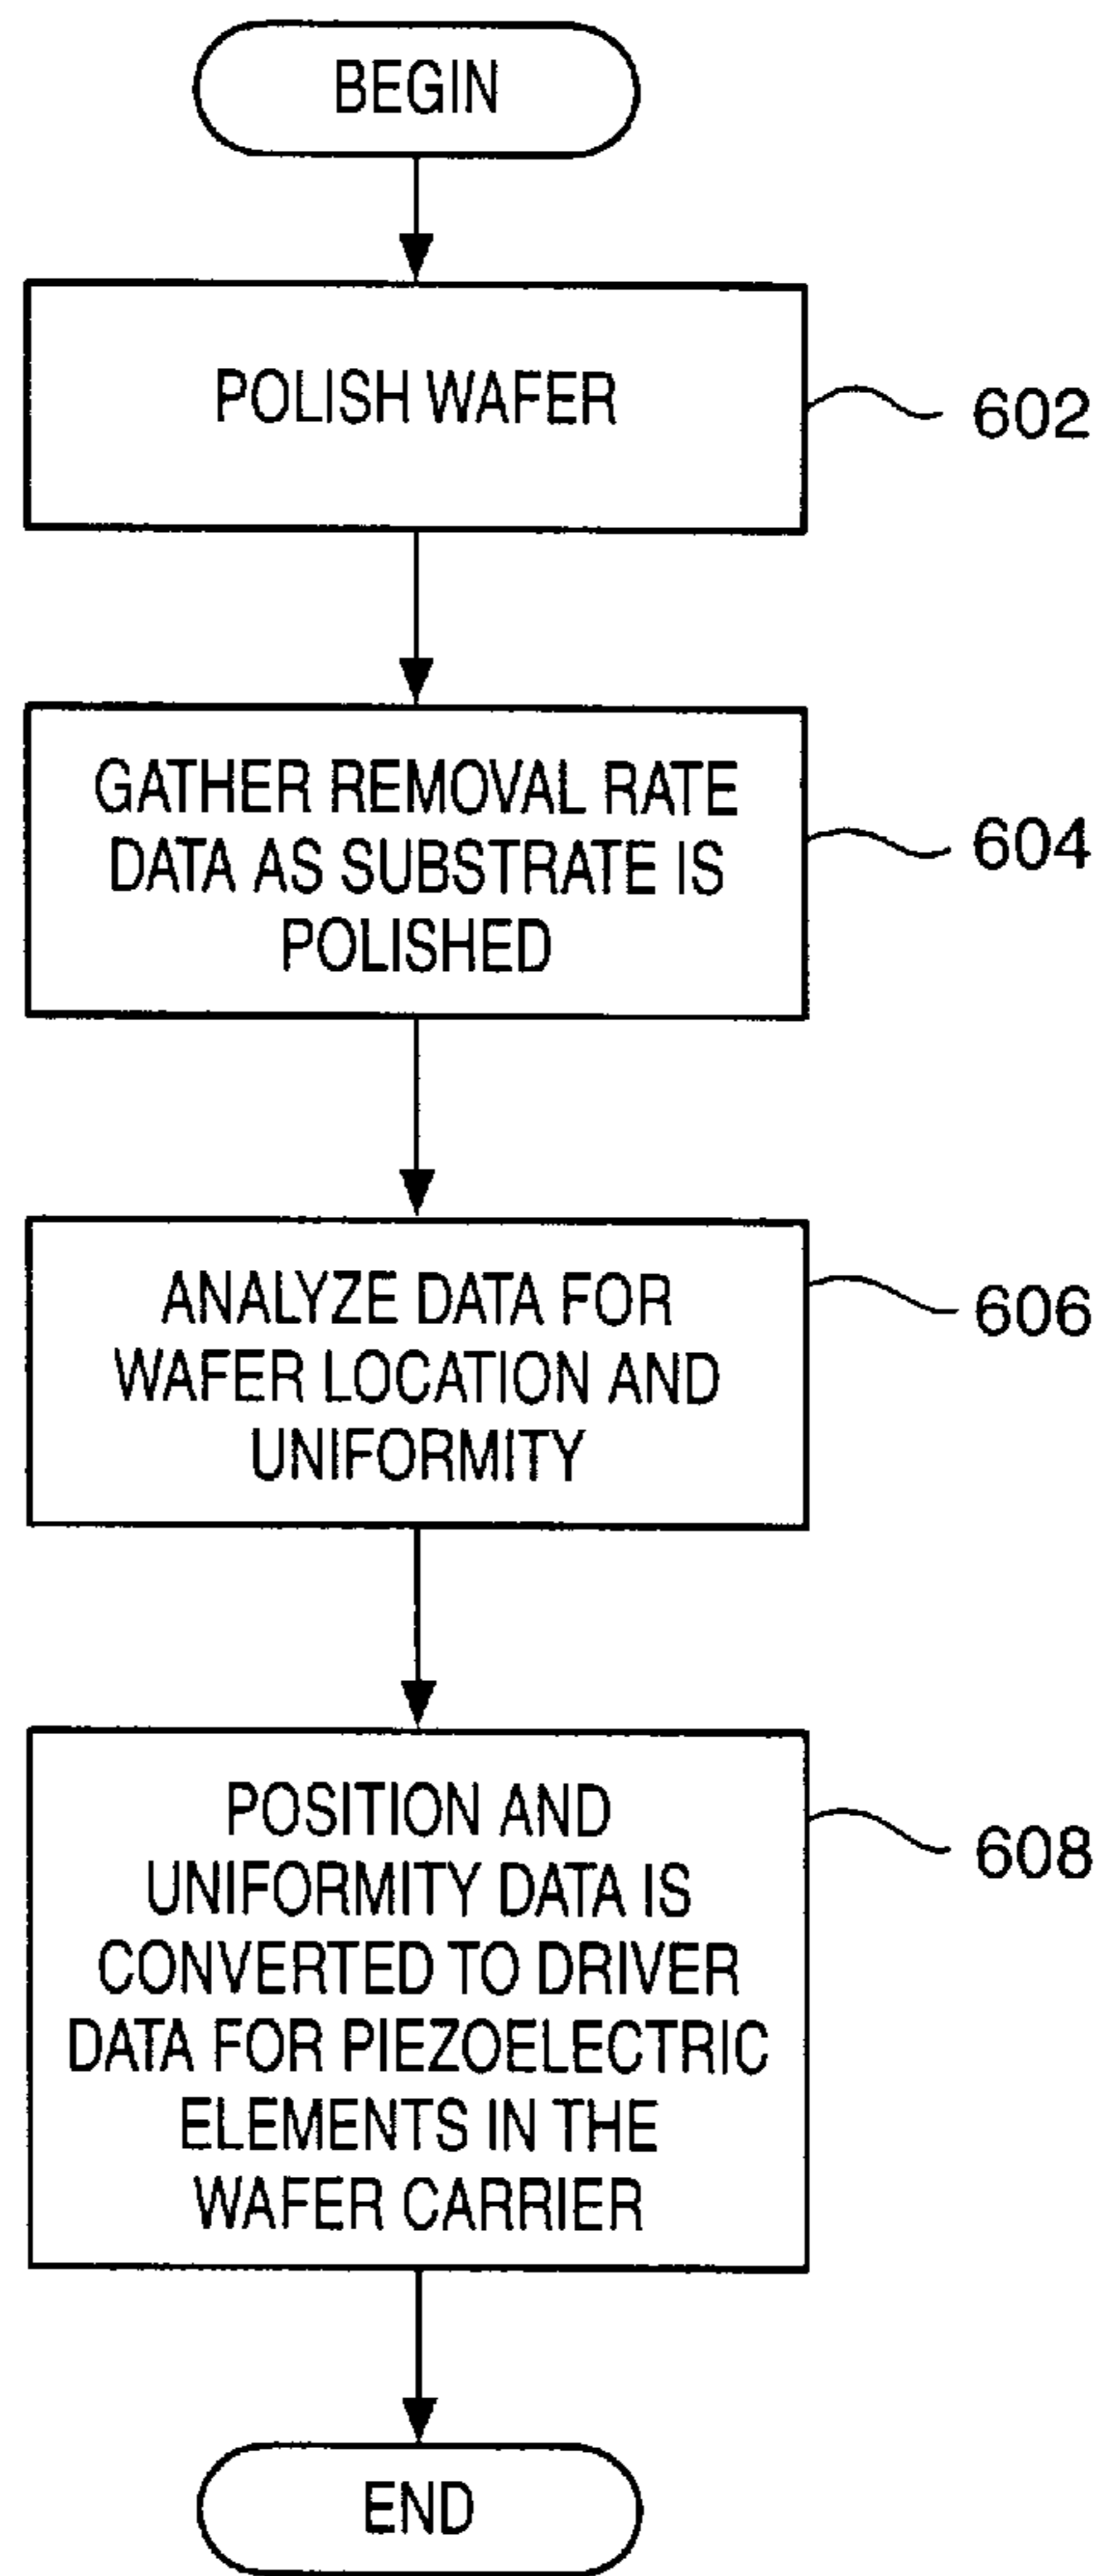 BEGIN
POLISH WAFER
602
GATHER REMOVAL RATE
DATA AS SUBSTRATE IS
POLISHED
604
ANALYZE DATA FOR
WAFER LOCATION AND
UNIFORMITY
606
POSITION AND
UNIFORMITY DATA IS
CONVERTED TO DRIVER
DATA FOR PIEZOELECTRIC
ELEMENTS IN THE
WAFER CARRIER
608
END